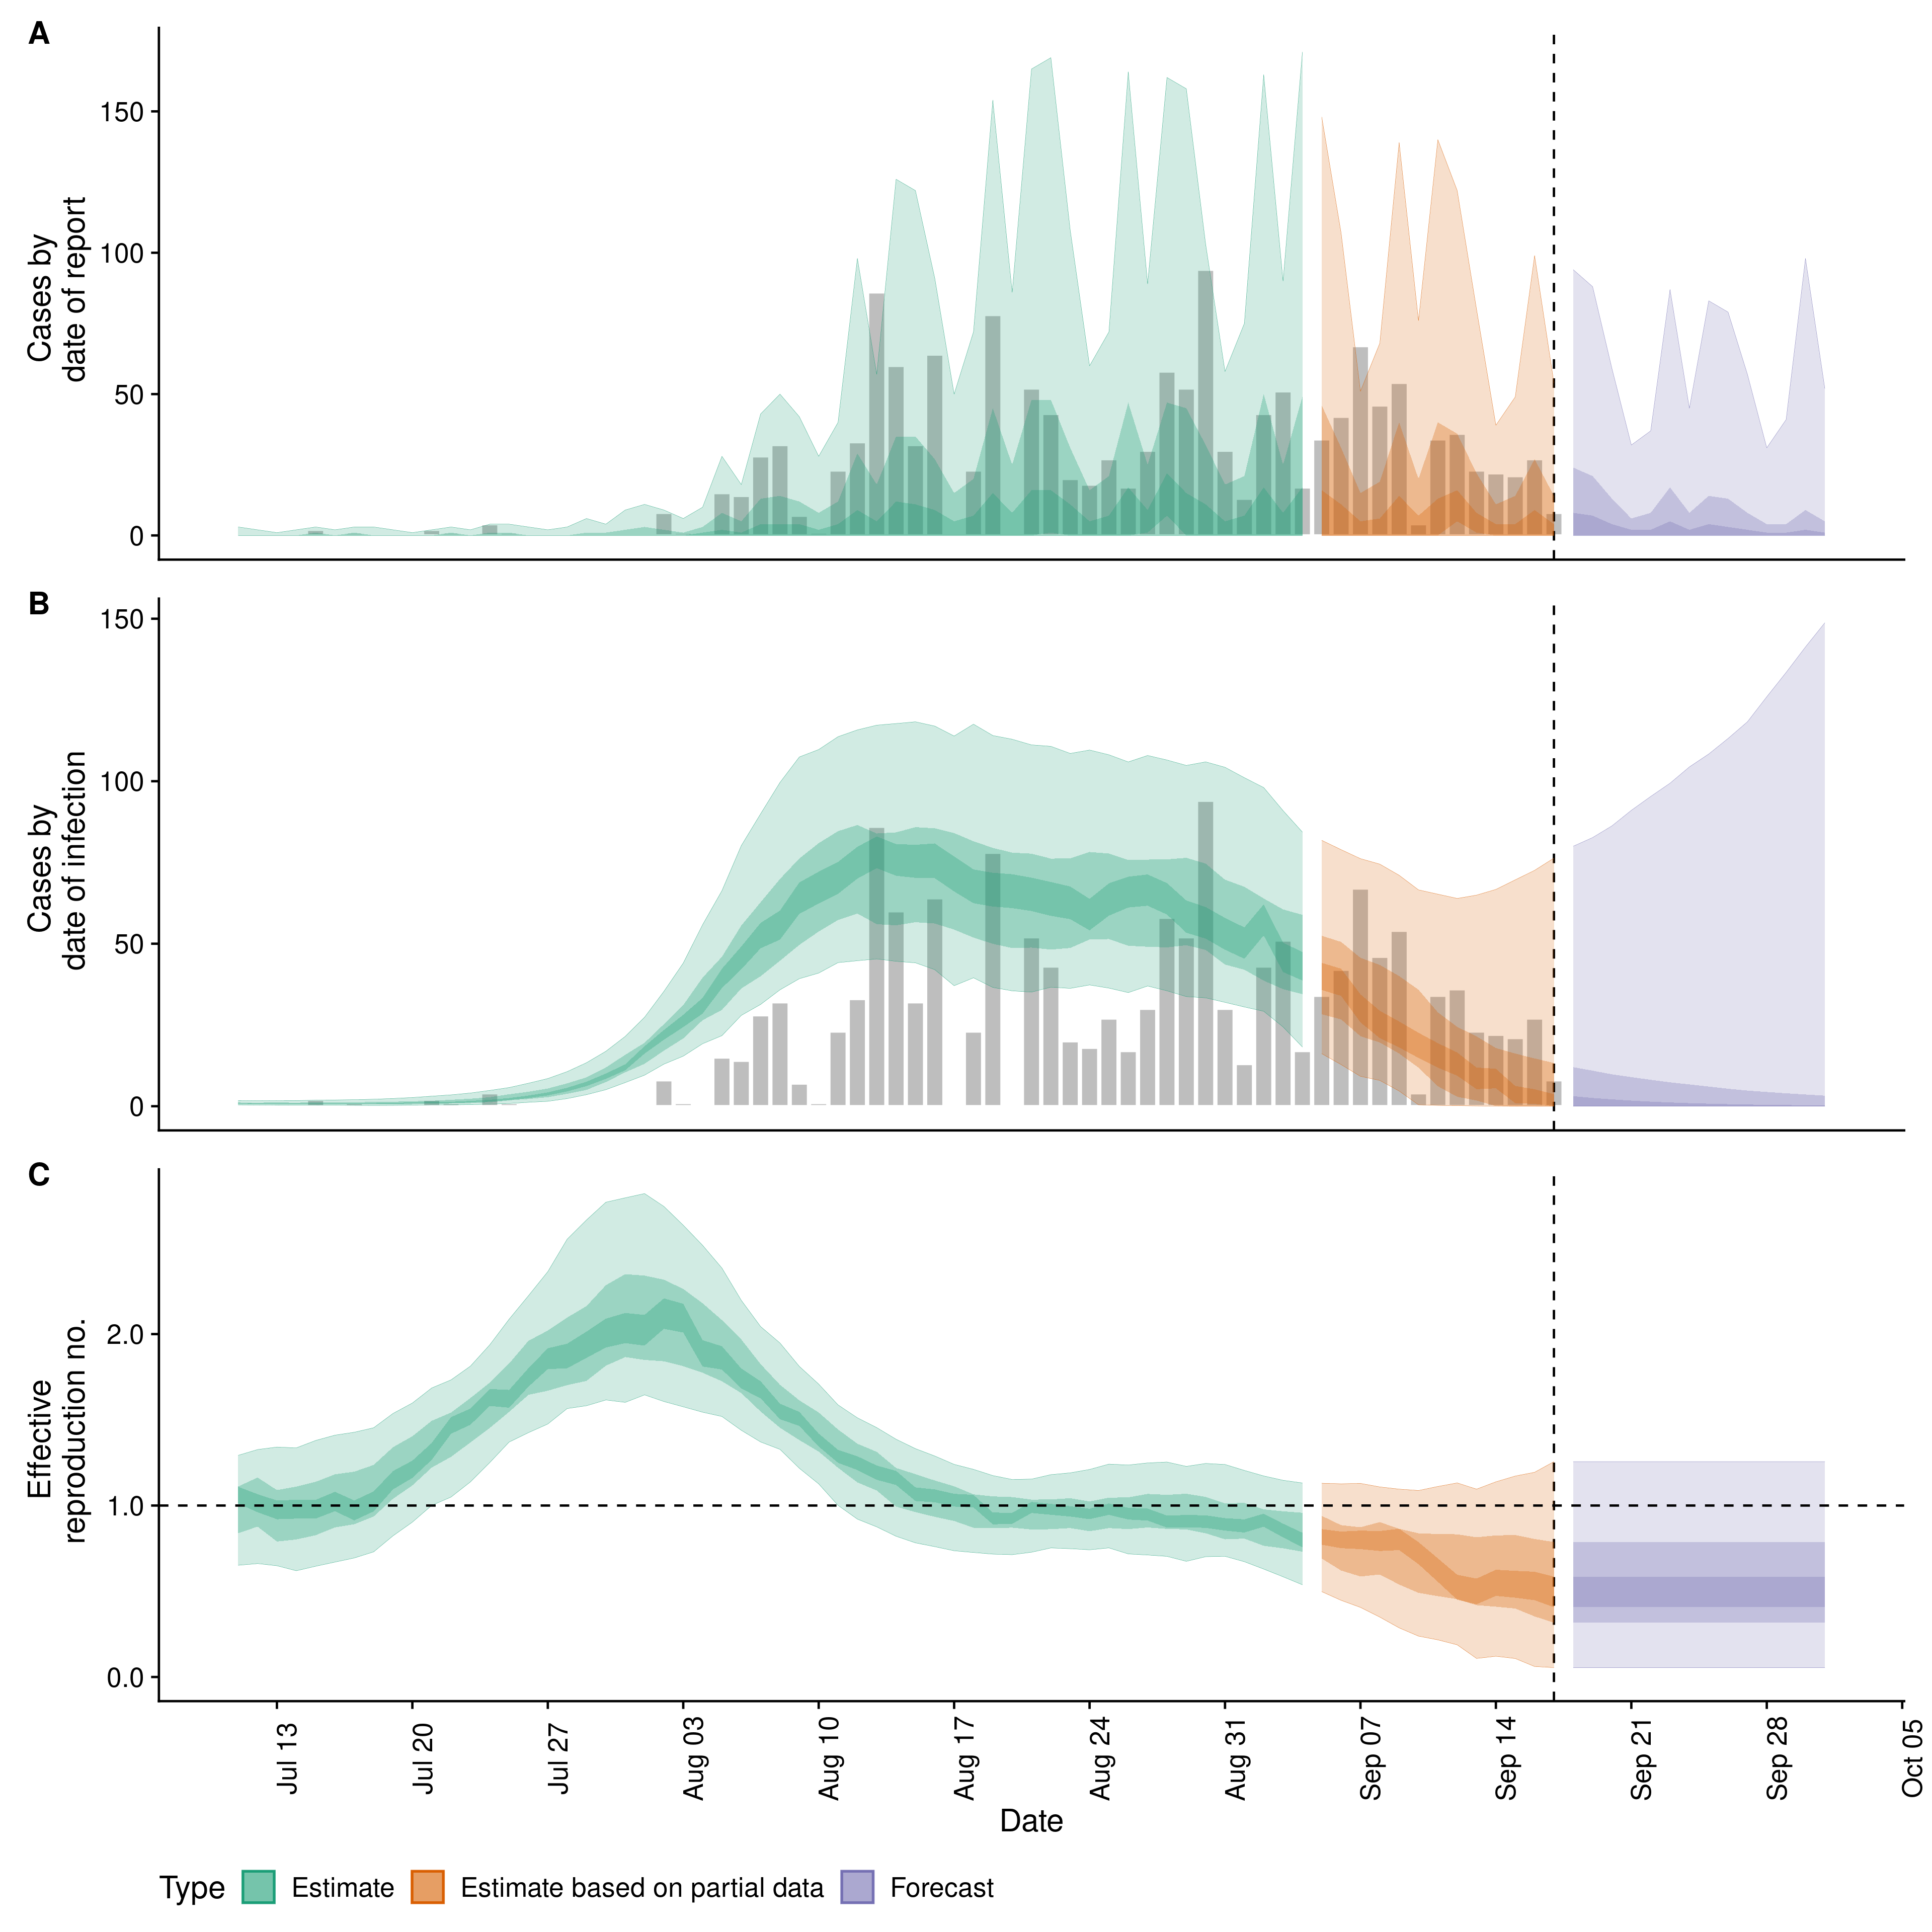 A
Cases by
date of report
150
100
50
0
B
Cases by
date of infection
150
100
50
0
C
Effective
reproduction no.
2.0
1.0
0.0
Jul 13
Jul 20
Jul 27
Aug 03
Aug 10
Aug 17
Aug 24
Aug 31
Sep 07
Sep 14
Sep 21
Sep 28
Oct 05
Date
Type Estimate Estimate based on partial data Forecast